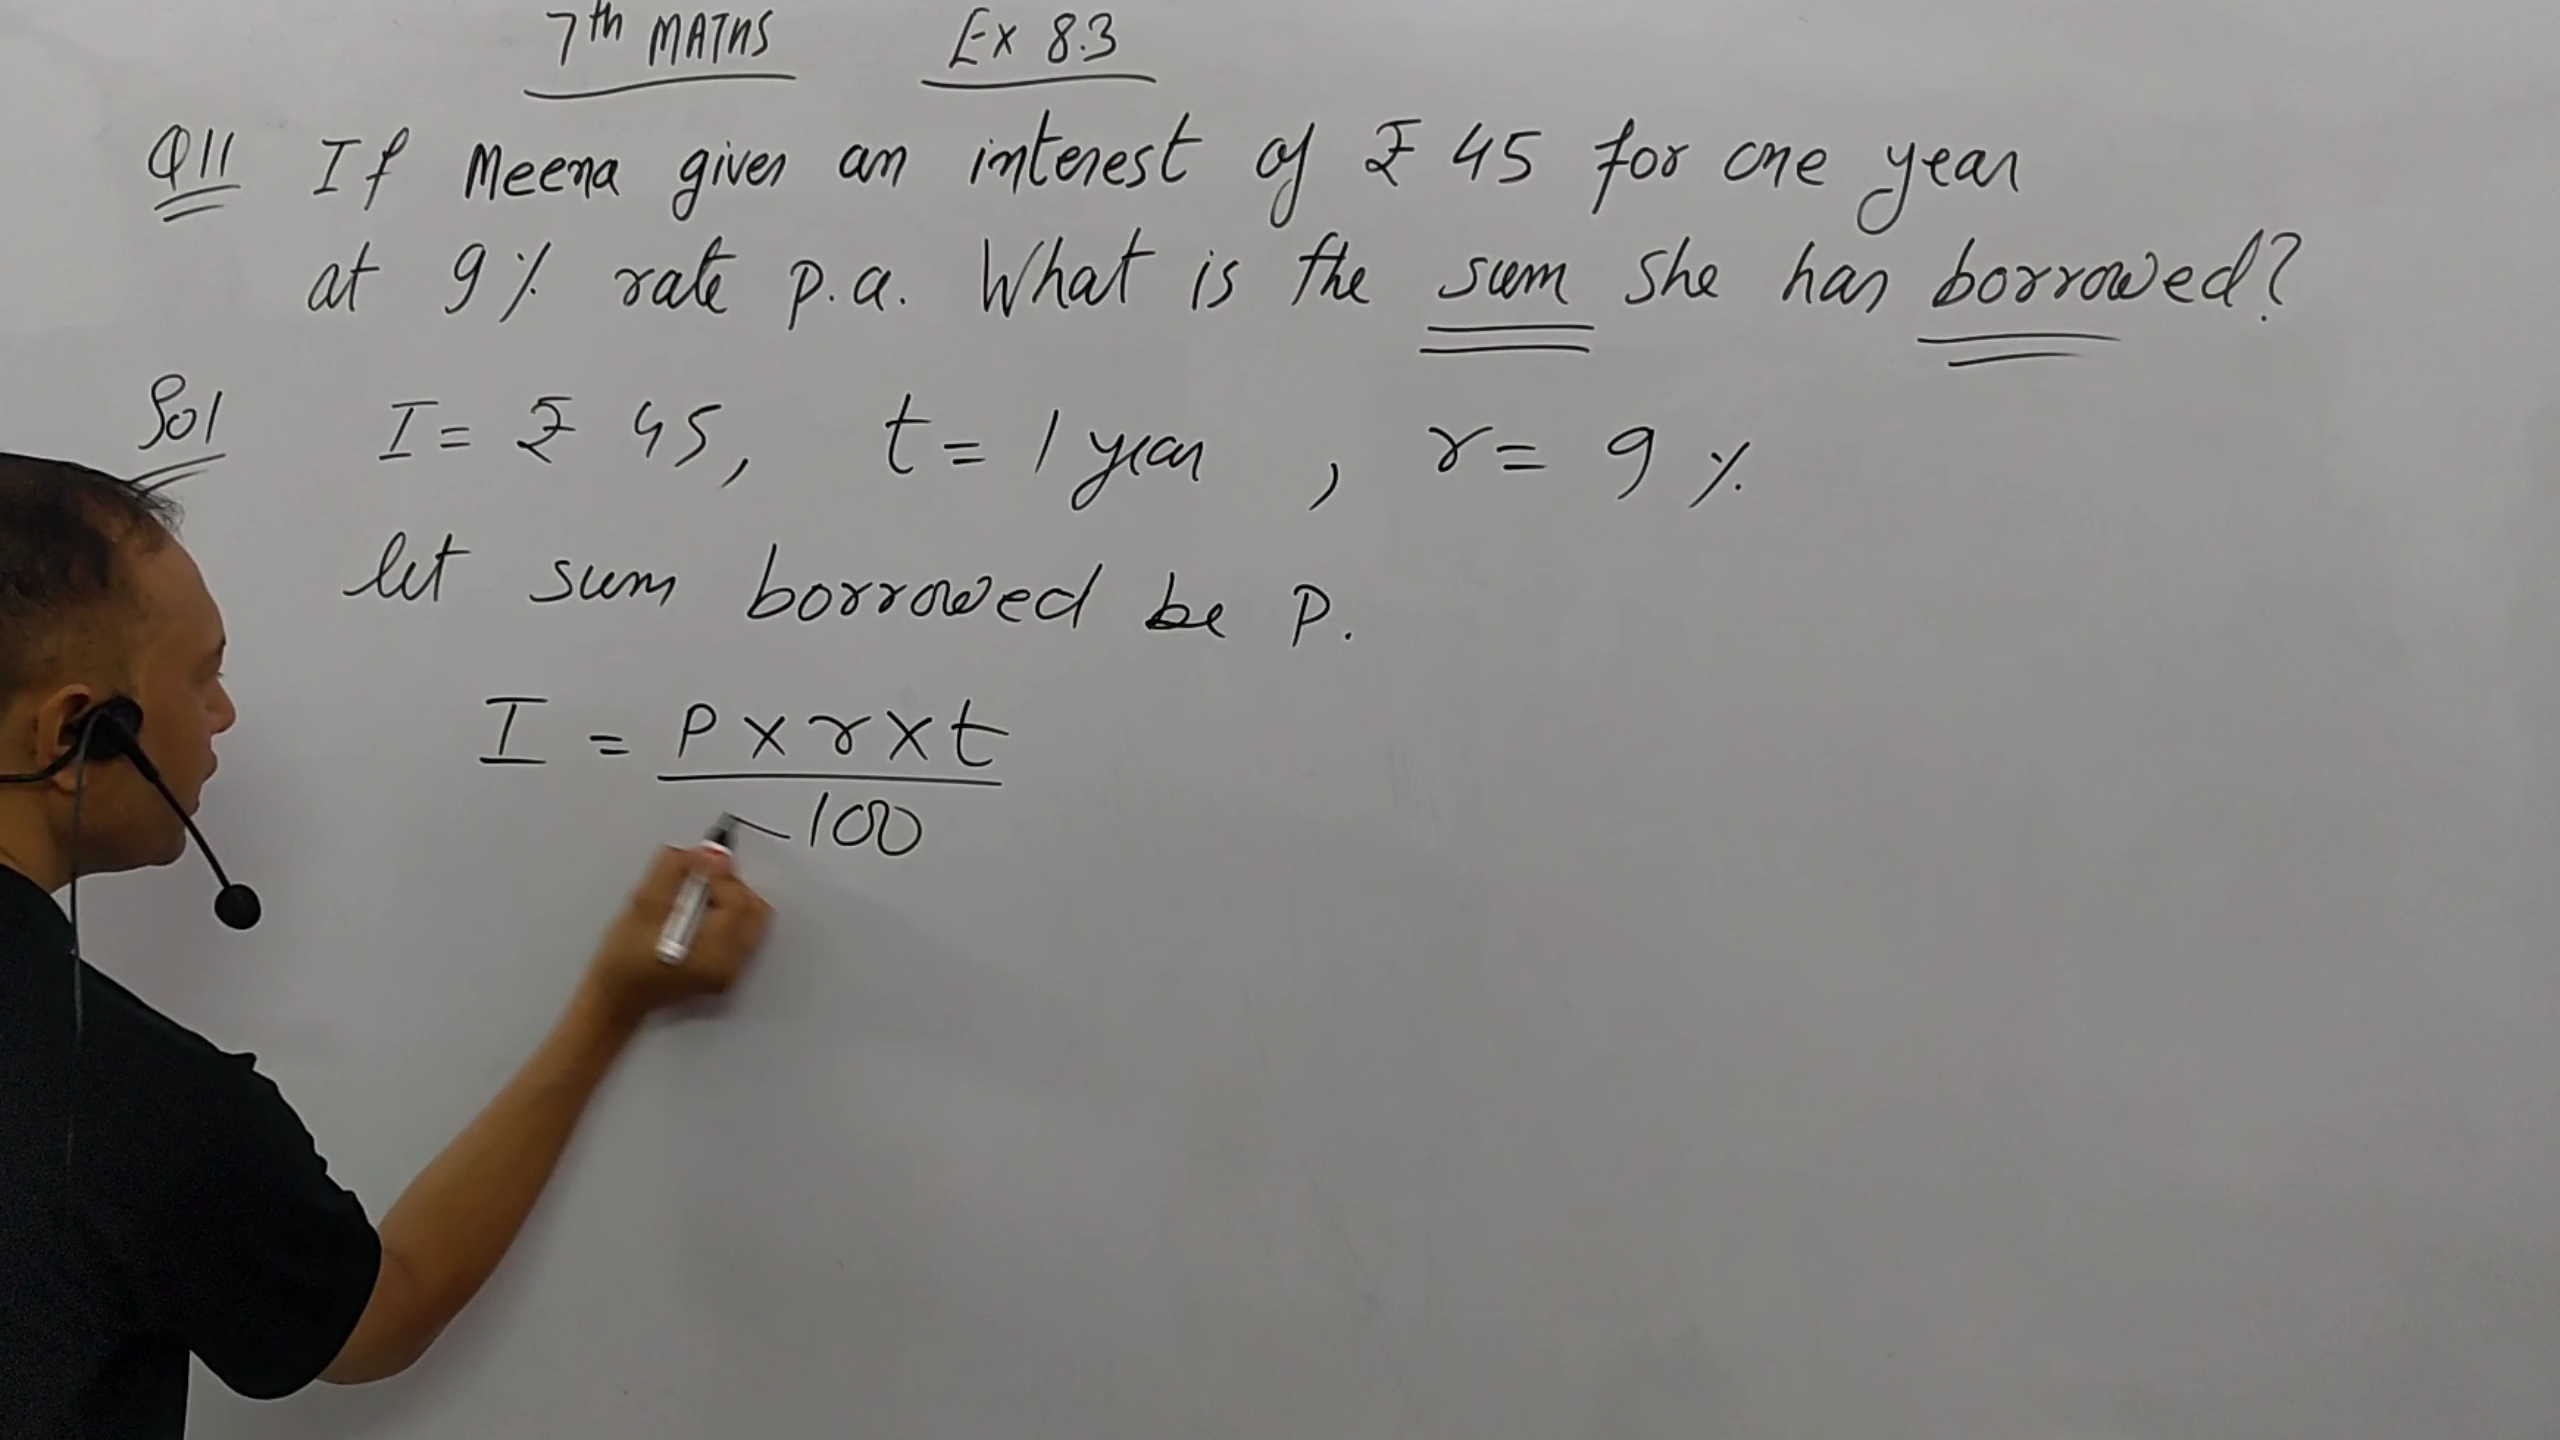 7th MATHS Ex 8.3
Q11 If Meena gives an interest of ₹ 45 for one year
at 9% rate p.a. What is the sum she has borrowed?
Sol I = ₹ 45, t = 1 year, r = 9%
let sum borrowed be P.
I = P × r × t
100